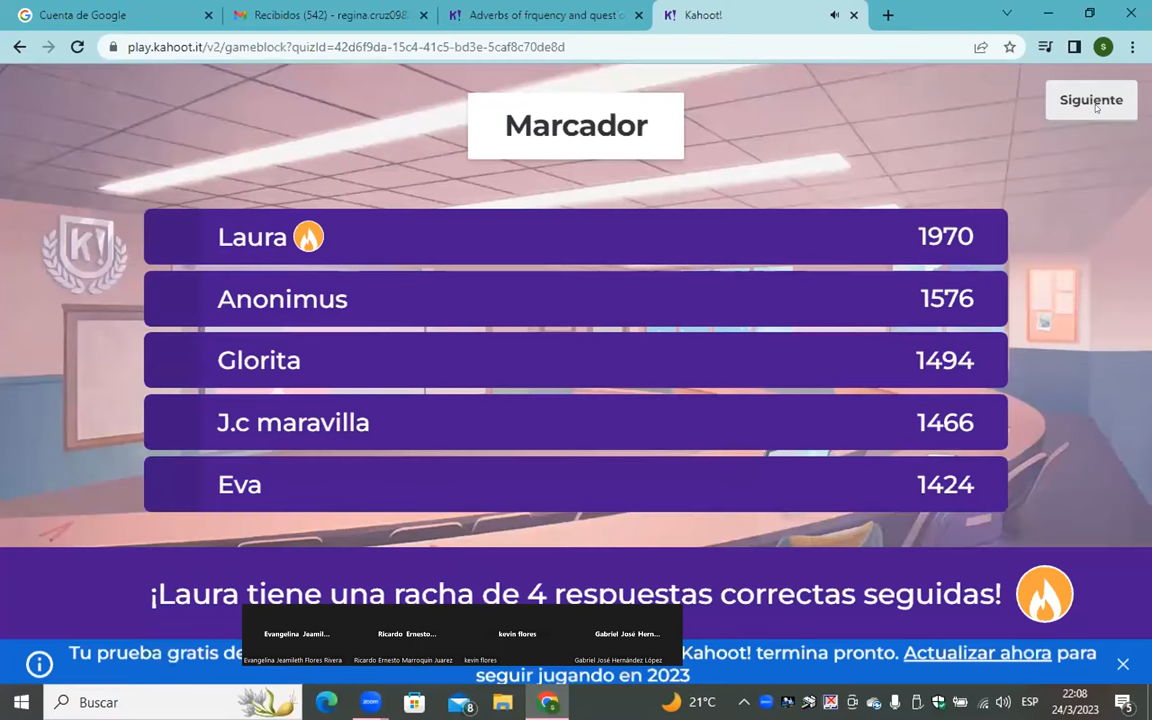 Cuenta de Google
Recibidos (542) - regina.cruz098
Adverbs of frquency and quest o
Kahoot!
play.kahoot.it/v2/gameblock?quizId=42d6f9da-15c4-41c5-bd3e-5caf8c70de8d
S
Siguiente
Marcador
K!
Laura 1970
Anonimus 1576
Glorita 1494
J.c maravilla 1466
Eva 1424
¡Laura tiene una racha de 4 respuestas correctas seguidas!
Evangelina Jeamil... Ricardo Ernesto... kevin flores Gabriel José Hern...
Evangelina Jeamileth Flores Rivera Ricardo Ernesto Marroquin Juarez kevin flores Gabriel José Hernández López
Tu prueba gratis de Kahoot! termina pronto. Actualizar ahora para
seguir jugando en 2023
Buscar
zoom
8
21°C
ESP
22:08
24/3/2023
5